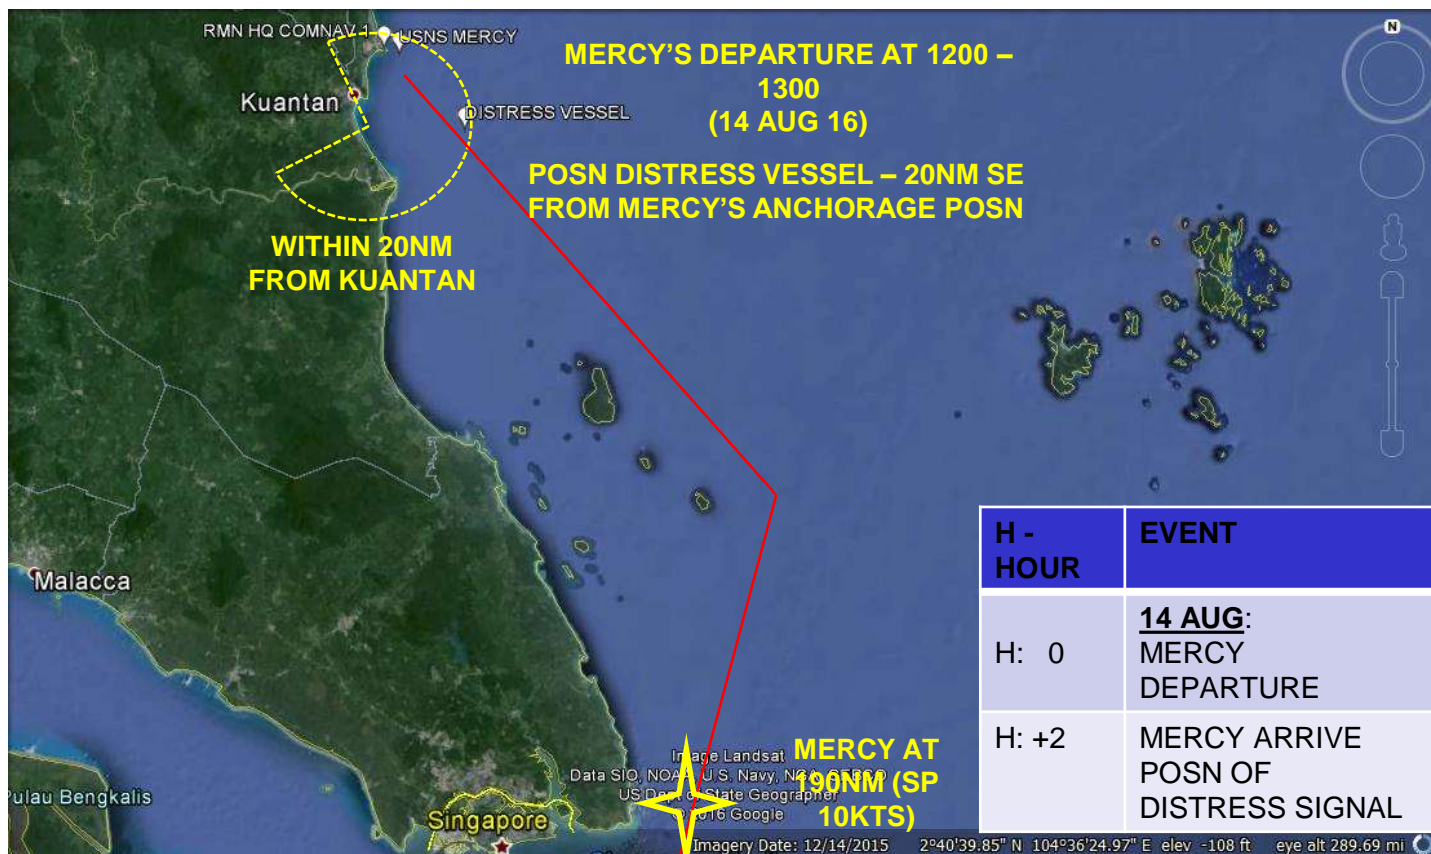 RMN HQ COMNAV 1
USNS MERCY
N
MERCY'S DEPARTURE AT 1200 –
1300
(14 AUG 16)
Kuantan
DISTRESS VESSEL
POSN DISTRESS VESSEL – 20NM SE
FROM MERCY'S ANCHORAGE POSN
WITHIN 20NM
FROM KUANTAN
Malacca
H -
HOUR
EVENT
H: 0
14 AUG:
MERCY
DEPARTURE
H: +2
MERCY ARRIVE
POSN OF
DISTRESS SIGNAL
MERCY AT
190NM (SP
10KTS)
Image Landsat
Data SIO, NOAA, U.S. Navy, NGA, GEBCO
US Dept of State Geographer
© 2016 Google
Pulau Bengkalis
Singapore
Imagery Date: 12/14/2015 2°40'39.85" N 104°36'24.97" E elev -108 ft eye alt 289.69 mi